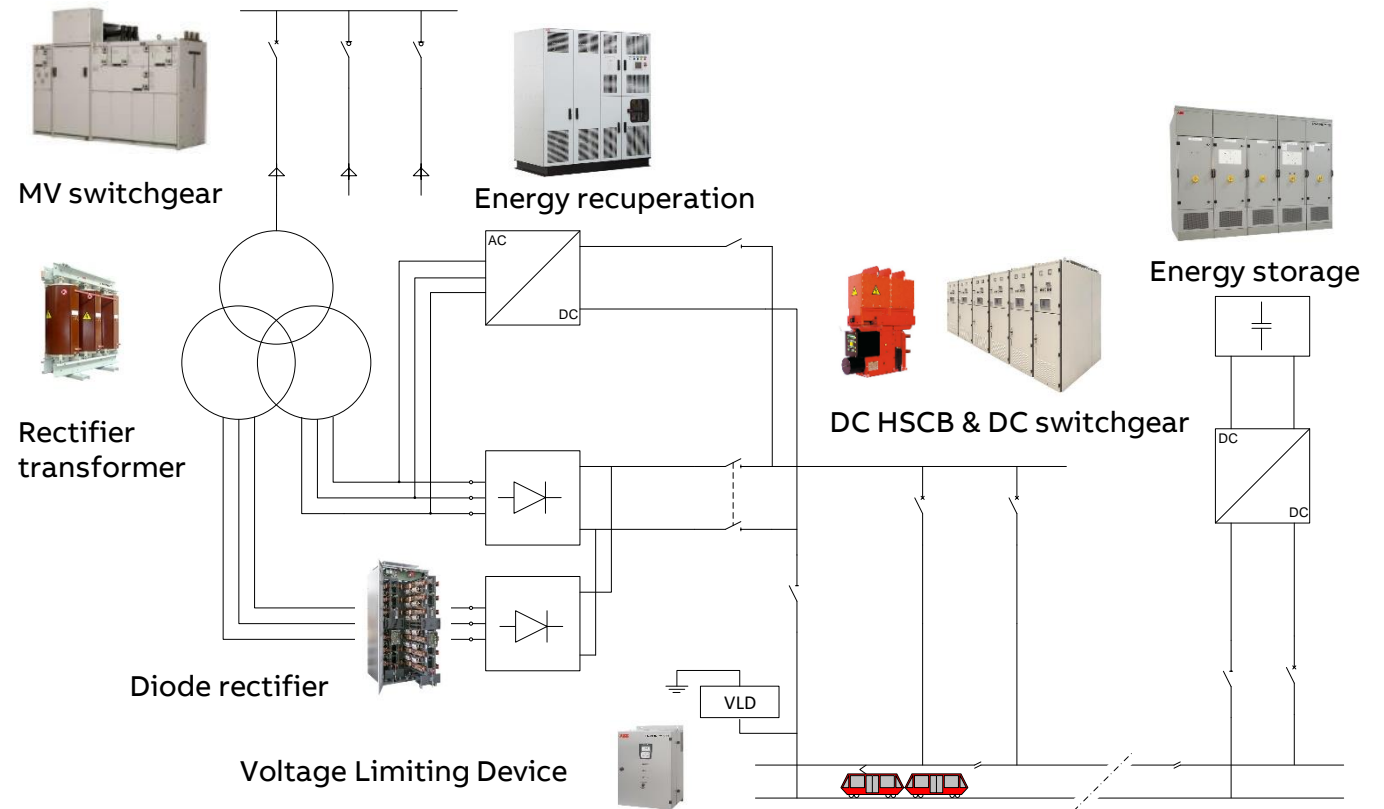 MV switchgear
Energy recuperation
Energy storage
AC
DC
Rectifier
transformer
DC HSCB & DC switchgear
DC
DC
Diode rectifier
VLD
Voltage Limiting Device